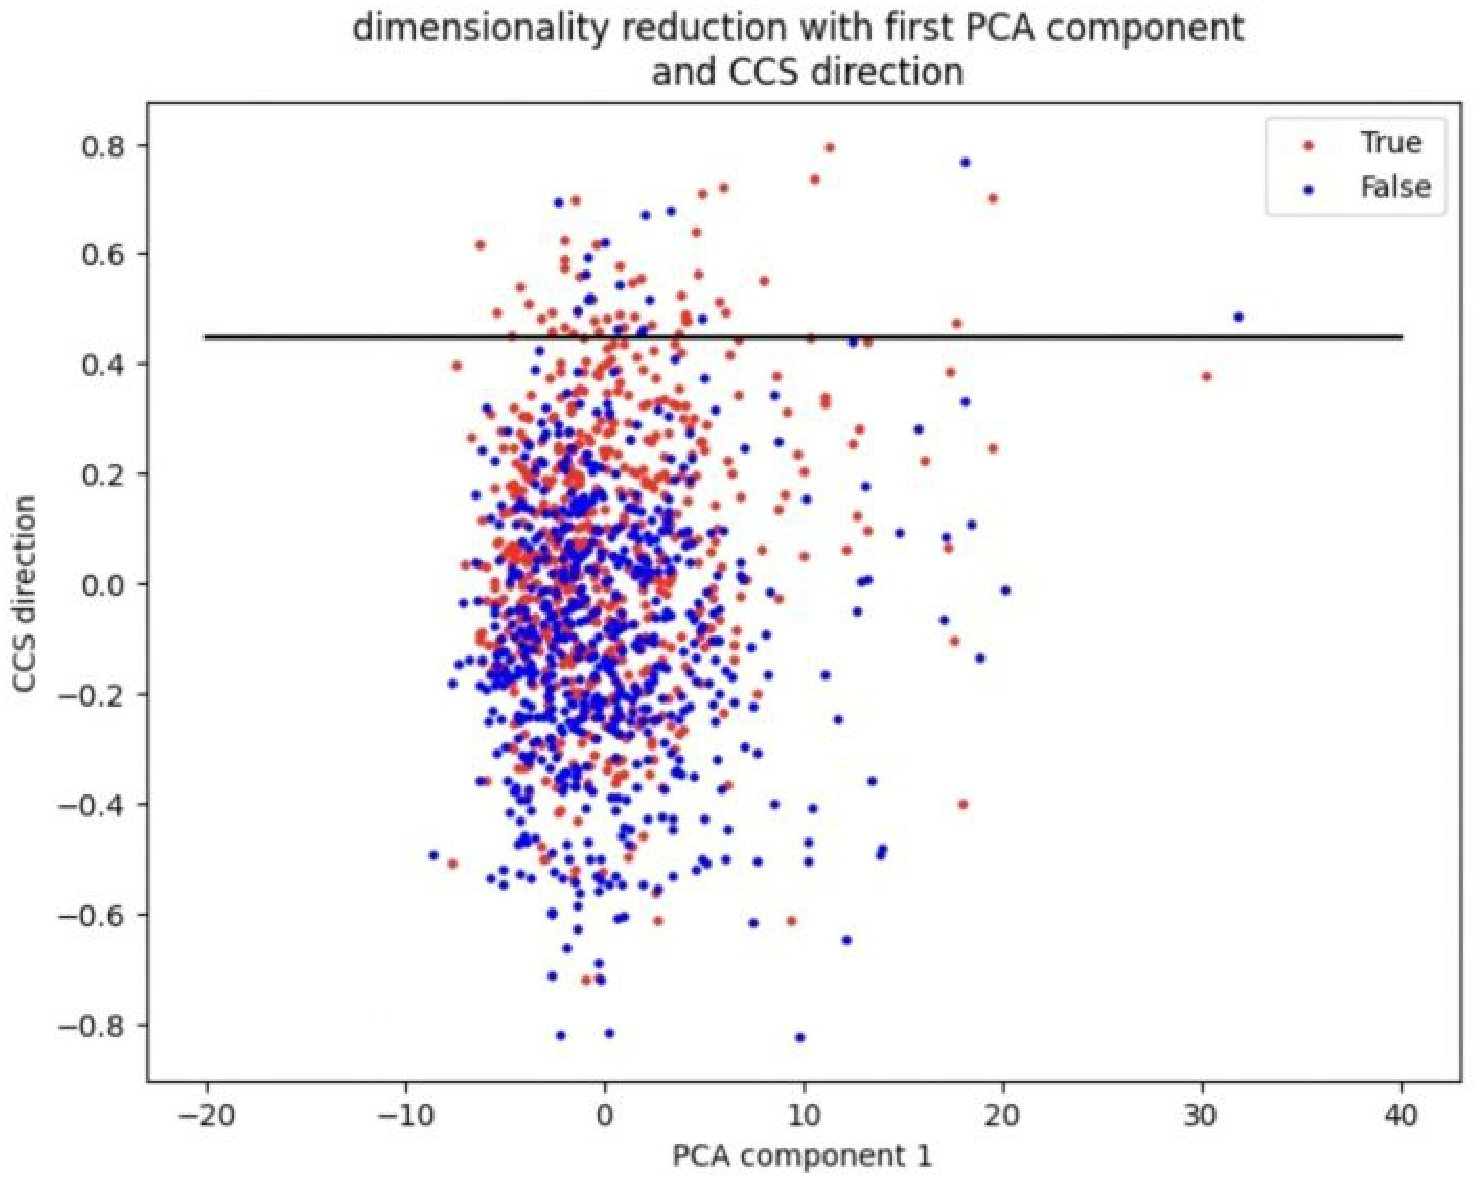 dimensionality reduction with first PCA component
and CCS direction
True
False
0.8
0.6
0.4
0.2
0.0
−0.2
−0.4
−0.6
−0.8
CCS direction
−20
−10
0
10
20
30
40
PCA component 1